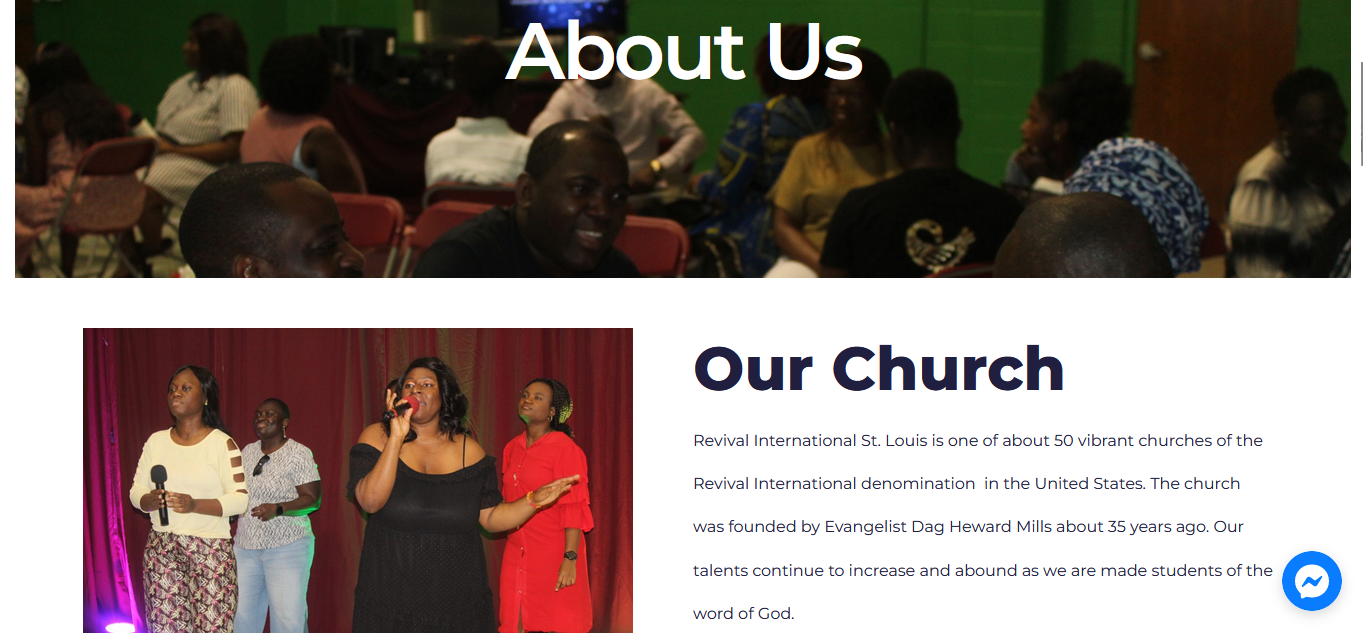 About Us
Our Church
Revival International St. Louis is one of about 50 vibrant churches of the
Revival International denomination  in the United States. The church
was founded by Evangelist Dag Heward Mills about 35 years ago. Our
talents continue to increase and abound as we are made students of the
word of God.